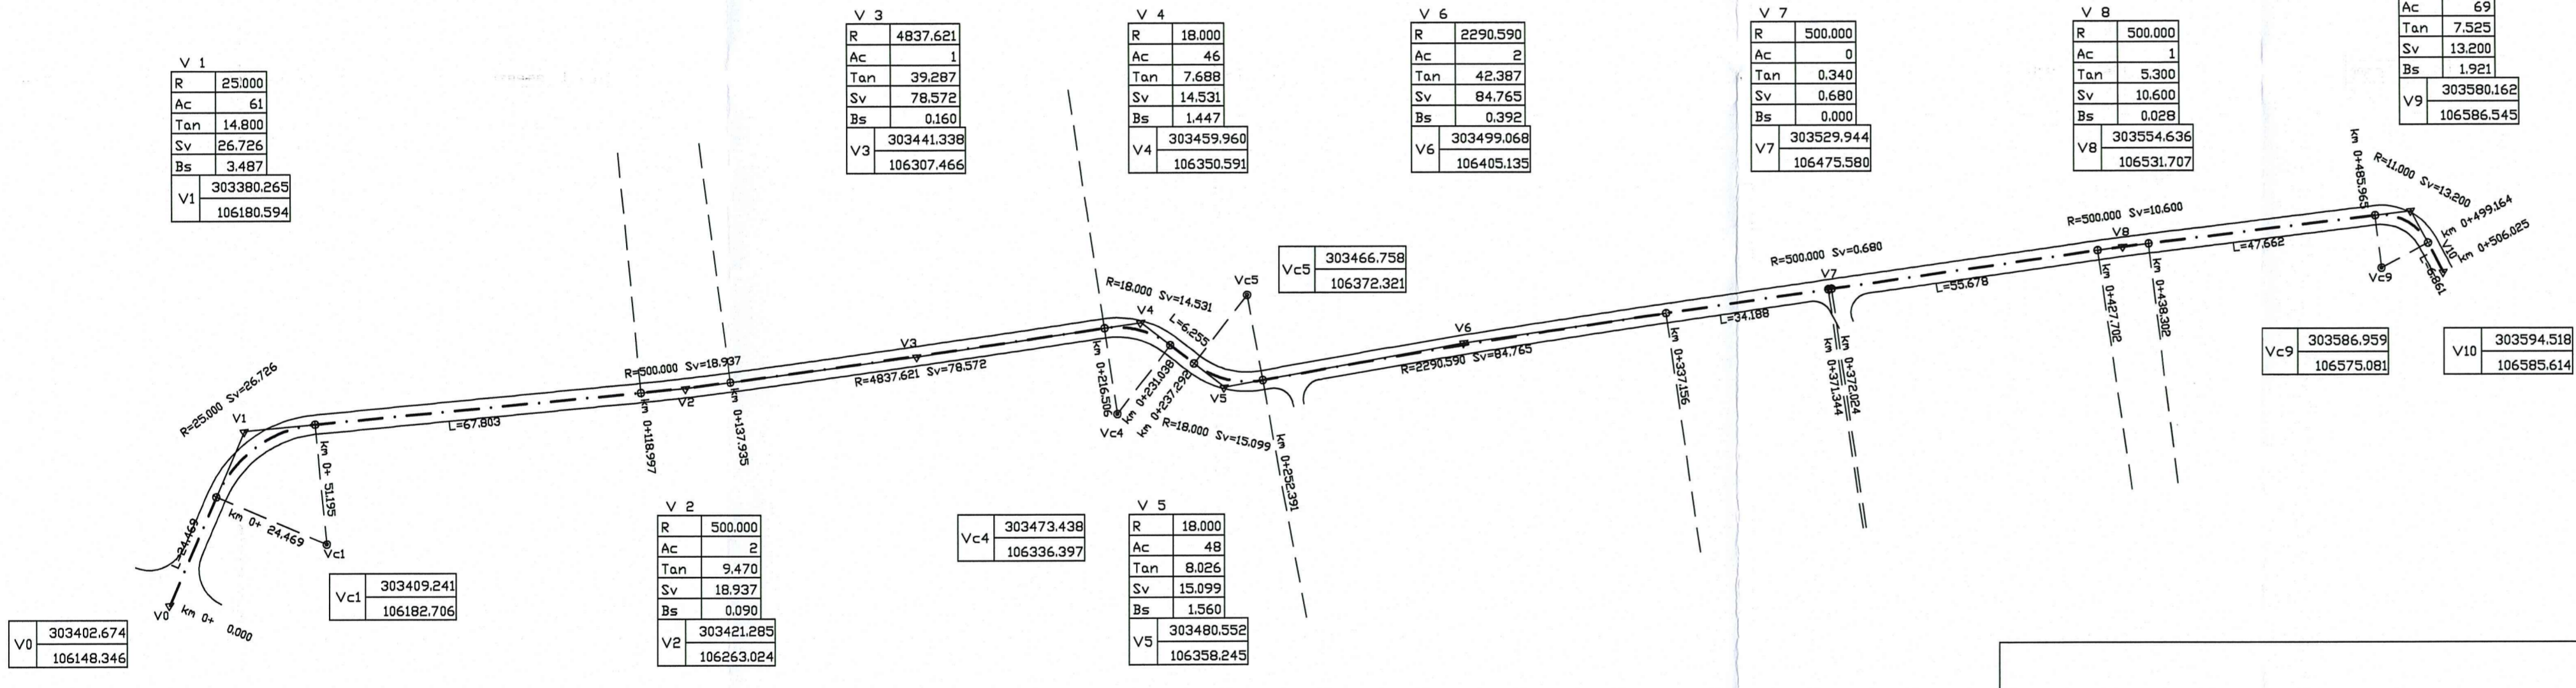 V 1
R 25.000
Ac 61
Tan 14.800
Sv 26.726
Bs 3.487
V1 303380.265
106180.594
V 3
R 4837.621
Ac 1
Tan 39.287
Sv 78.572
Bs 0.160
V3 303441.338
106307.466
V 4
R 18.000
Ac 46
Tan 7.688
Sv 14.531
Bs 1.447
V4 303459.960
106350.591
V 6
R 2290.590
Ac 2
Tan 42.387
Sv 84.765
Bs 0.392
V6 303499.068
106405.135
V 7
R 500.000
Ac 0
Tan 0.340
Sv 0.680
Bs 0.000
V7 303529.944
106475.580
V 8
R 500.000
Ac 1
Tan 5.300
Sv 10.600
Bs 0.028
V8 303554.636
106531.707
Ac 69
Tan 7.525
Sv 13.200
Bs 1.921
V9 303580.162
106586.545
V0
km 0+ 0.000
L=24.469
km 0+ 24.469
R=25.000 Sv=26.726
V1
Vc1
km 0+ 51.195
L=67.803
km 0+118.997
R=500.000 Sv=18.937
V2
km 0+137.935
V3
R=4837.621 Sv=78.572
km 0+216.506
R=18.000 Sv=14.531
V4
L=6.255
Vc4
km 0+231.038
km 0+237.292
V5
Vc5
R=18.000 Sv=15.099
km 0+252.391
V6
R=2290.590 Sv=84.765
km 0+337.156
L=34.188
R=500.000 Sv=0.680
V7
km 0+371.344
km 0+372.024
L=55.678
R=500.000 Sv=10.600
V8
km 0+427.702
km 0+438.302
L=47.662
km 0+485.965
R=11.000 Sv=13.200
Vc9
km 0+499.164
V10
km 0+506.025
L=6.861
Vc5 303466.758
106372.321
Vc9 303586.959
106575.081
V10 303594.518
106585.614
Vc1 303409.241
106182.706
V0 303402.674
106148.346
V 2
R 500.000
Ac 2
Tan 9.470
Sv 18.937
Bs 0.090
V2 303421.285
106263.024
Vc4 303473.438
106336.397
V 5
R 18.000
Ac 48
Tan 8.026
Sv 15.099
Bs 1.560
V5 303480.552
106358.245